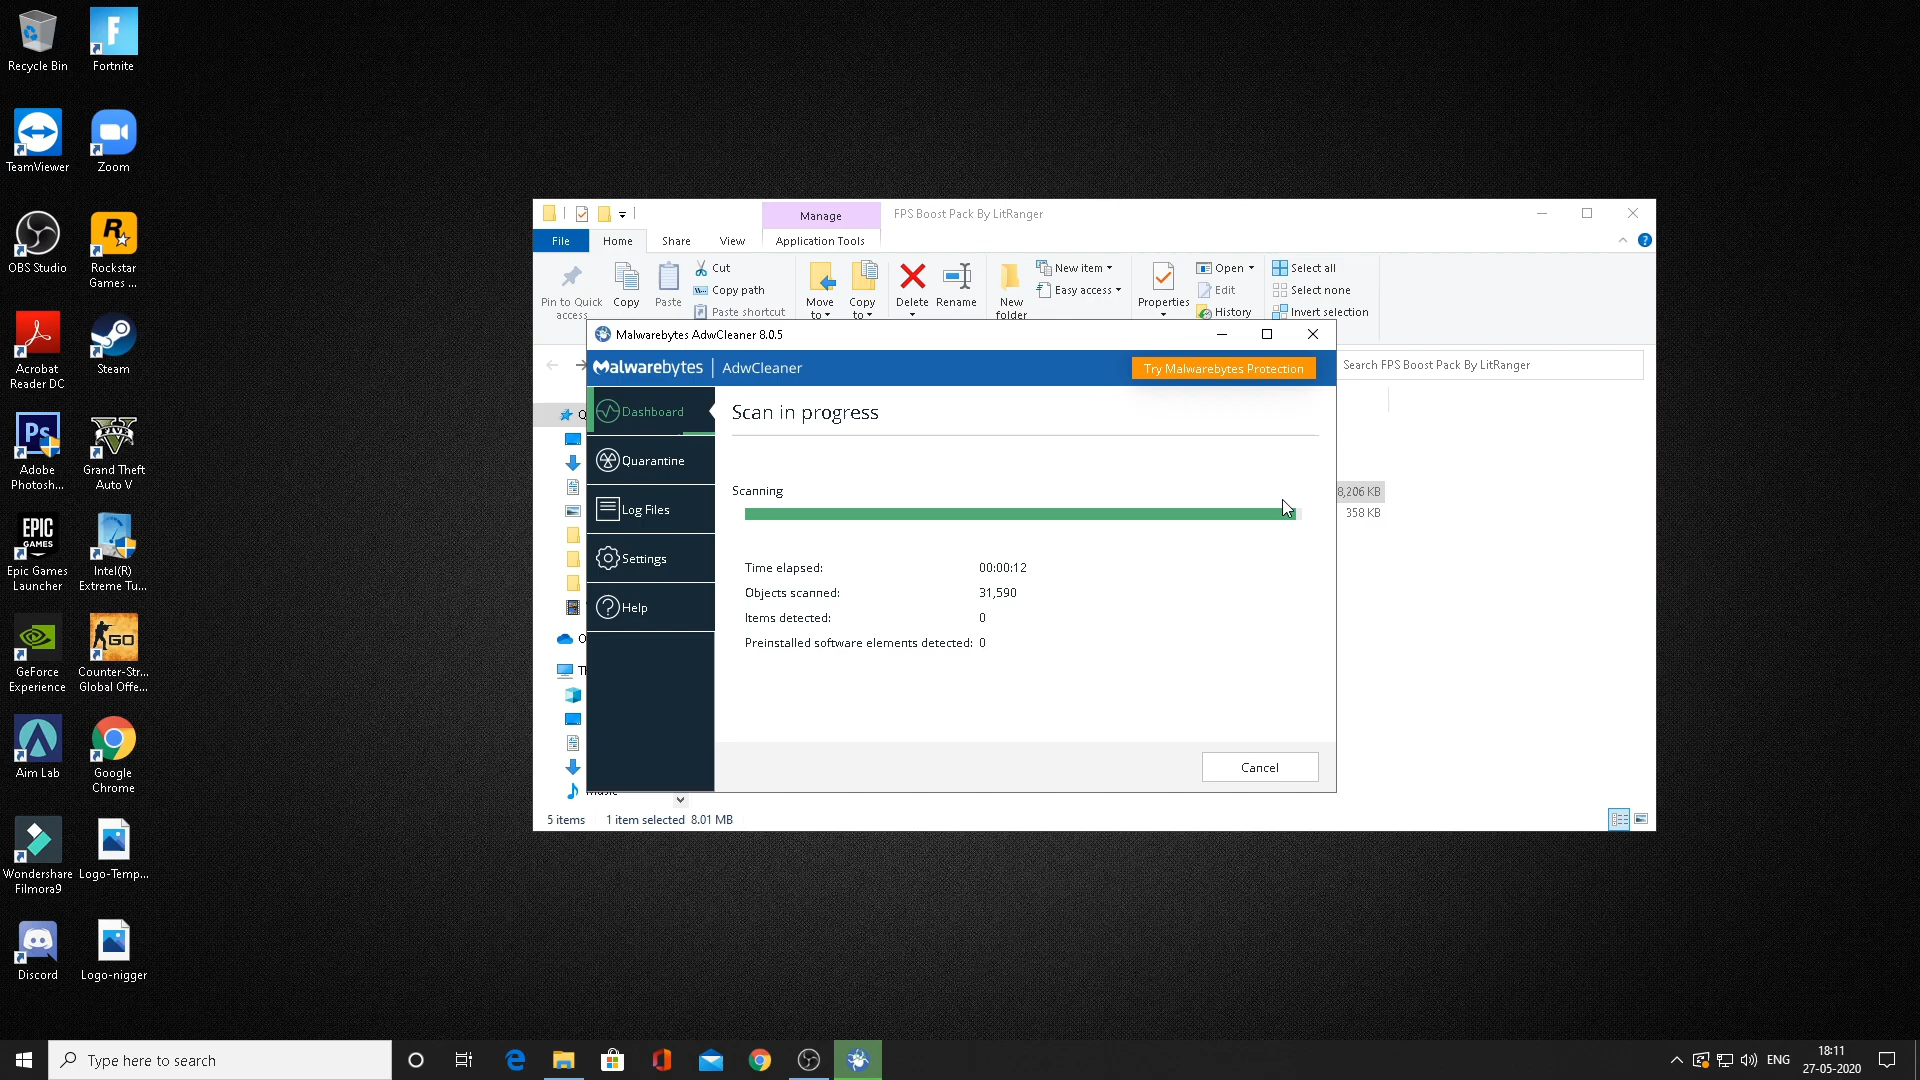 Recycle Bin
Fortnite
TeamViewer
Zoom
OBS Studio
Rockstar
Games ...
Acrobat
Reader DC
Steam
Adobe
Photosh...
Grand Theft
Auto V
Epic Games
Launcher
Intel(R)
Extreme Tu...
GeForce
Experience
Counter-Str...
Global Offe...
Aim Lab
Google
Chrome
Wondershare
Filmora9
Logo-Temp...
Discord
Logo-nigger
Manage
FPS Boost Pack By LitRanger
File
Home
Share
View
Application Tools
Pin to Quick
access
Copy
Paste
Cut
Copy path
Paste shortcut
Move
to
Copy
to
Delete
Rename
New
folder
New item
Easy access
Properties
Open
Edit
History
Select all
Select none
Invert selection
Search FPS Boost Pack By LitRanger
8,206 KB
358 KB
5 items
1 item selected 8.01 MB
Malwarebytes AdwCleaner 8.0.5
Malwarebytes | AdwCleaner
Try Malwarebytes Protection
Dashboard
Quarantine
Log Files
Settings
Help
Scan in progress
Scanning
Time elapsed: 00:00:12
Objects scanned: 31,590
Items detected: 0
Preinstalled software elements detected: 0
Cancel
Type here to search
ENG
18:11
27-05-2020